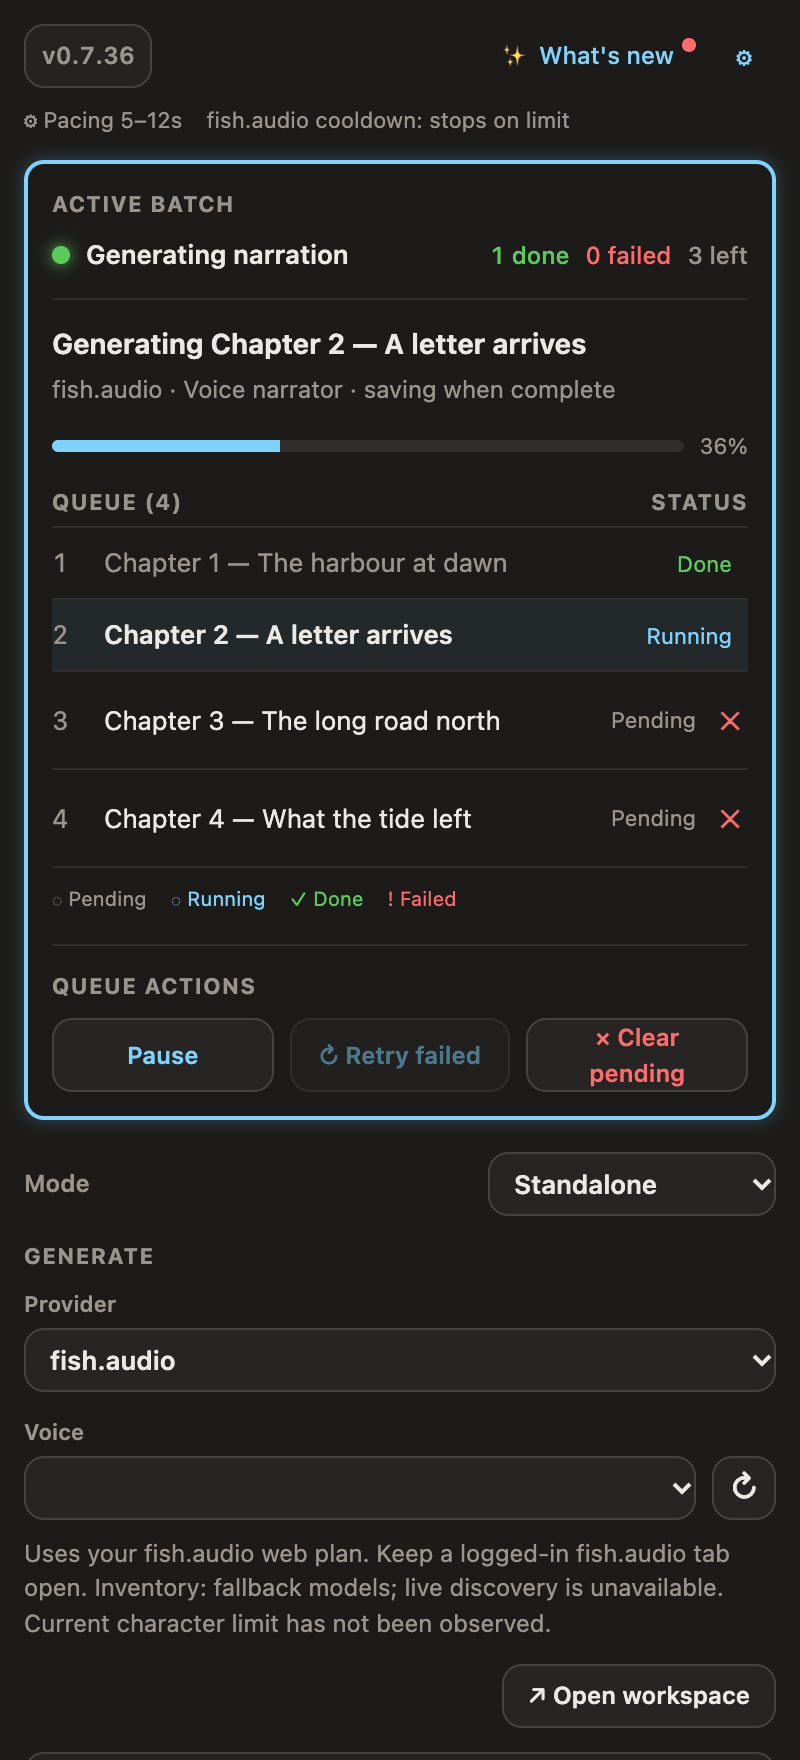 v0.7.36
✨ What's new
⚙
⚙ Pacing 5–12s fish.audio cooldown: stops on limit
ACTIVE BATCH
Generating narration 1 done 0 failed 3 left
Generating Chapter 2 — A letter arrives
fish.audio · Voice narrator · saving when complete
36%
QUEUE (4) STATUS
1 Chapter 1 — The harbour at dawn Done
2 Chapter 2 — A letter arrives Running
3 Chapter 3 — The long road north Pending ✕
4 Chapter 4 — What the tide left Pending ✕
◌ Pending ◌ Running ✓ Done ! Failed
QUEUE ACTIONS
Pause
↻ Retry failed
× Clear
pending
Mode Standalone
GENERATE
Provider
fish.audio
Voice
↻
Uses your fish.audio web plan. Keep a logged-in fish.audio tab
open. Inventory: fallback models; live discovery is unavailable.
Current character limit has not been observed.
↗ Open workspace